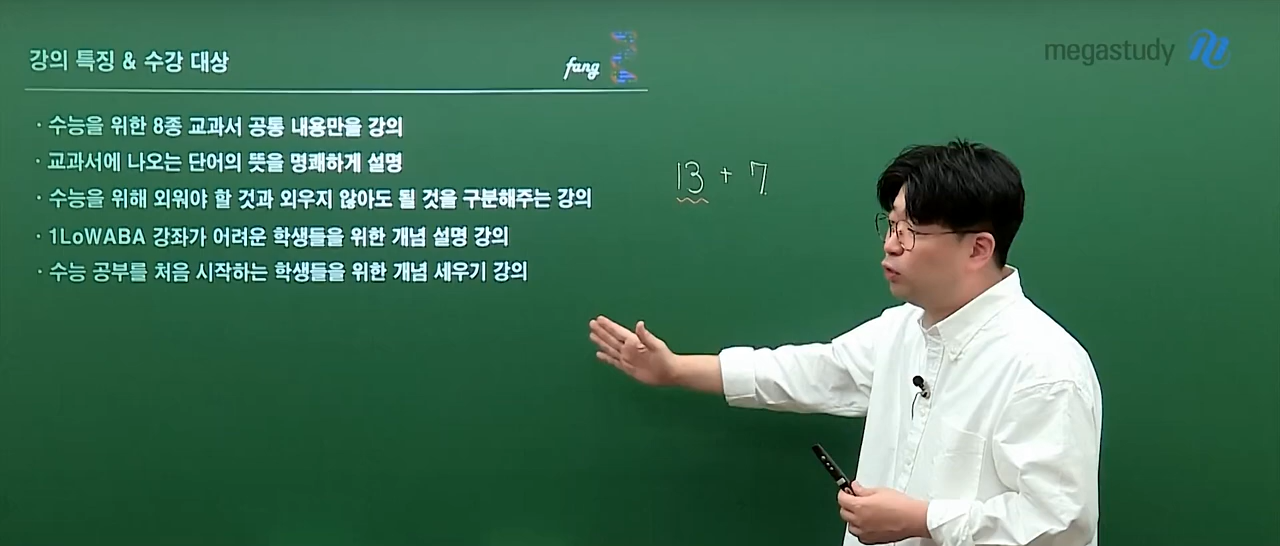 강의 특징 & 수강 대상
fang
megastudy
· 수능을 위한 8종 교과서 공통 내용만을 강의
· 교과서에 나오는 단어의 뜻을 명쾌하게 설명
· 수능을 위해 외워야 할 것과 외우지 않아도 될 것을 구분해주는 강의
· 1LoWABA 강좌가 어려운 학생들을 위한 개념 설명 강의
· 수능 공부를 처음 시작하는 학생들을 위한 개념 세우기 강의
13 + 7